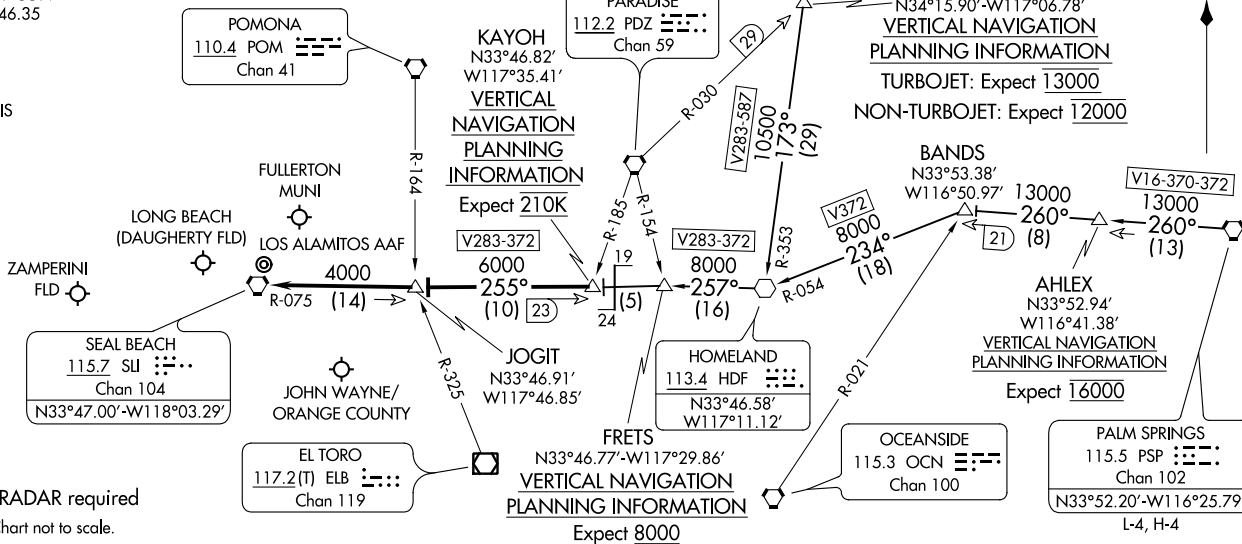 46.35
POMONA
110.4 POM
Chan 41
PARADISE
112.2 PDZ
Chan 59
29
R-030
N34°15.90'-W117°06.78'
VERTICAL NAVIGATION
PLANNING INFORMATION
TURBOJET: Expect 13000
NON-TURBOJET: Expect 12000
KAYOH
N33°46.82'
W117°35.41'
VERTICAL
NAVIGATION
PLANNING
INFORMATION
Expect 210K
IS
R-164
V283-587
10500
173°
(29)
R-353
R-185
R-154
BANDS
N33°53.38'
W116°50.97'
V16-370-372
13000
260°
(13)
13000
260°
(8)
21
V372
8000
234°
(18)
R-054
FULLERTON
MUNI
LONG BEACH
(DAUGHERTY FLD)
LOS ALAMITOS AAF
ZAMPERINI
FLD
4000
(14)
R-075
V283-372
6000
255°
(10)
23
19
(5)
24
V283-372
8000
257°
(16)
AHLEX
N33°52.94'
W116°41.38'
VERTICAL NAVIGATION
PLANNING INFORMATION
Expect 16000
SEAL BEACH
115.7 SLI
Chan 104
N33°47.00'-W118°03.29'
JOHN WAYNE/
ORANGE COUNTY
R-325
JOGIT
N33°46.91'
W117°46.85'
HOMELAND
113.4 HDF
N33°46.58'
W117°11.12'
R-021
EL TORO
117.2(T) ELB
Chan 119
FRETS
N33°46.77'-W117°29.86'
VERTICAL NAVIGATION
PLANNING INFORMATION
Expect 8000
OCEANSIDE
115.3 OCN
Chan 100
PALM SPRINGS
115.5 PSP
Chan 102
N33°52.20'-W116°25.79
L-4, H-4
RADAR required
hart not to scale.